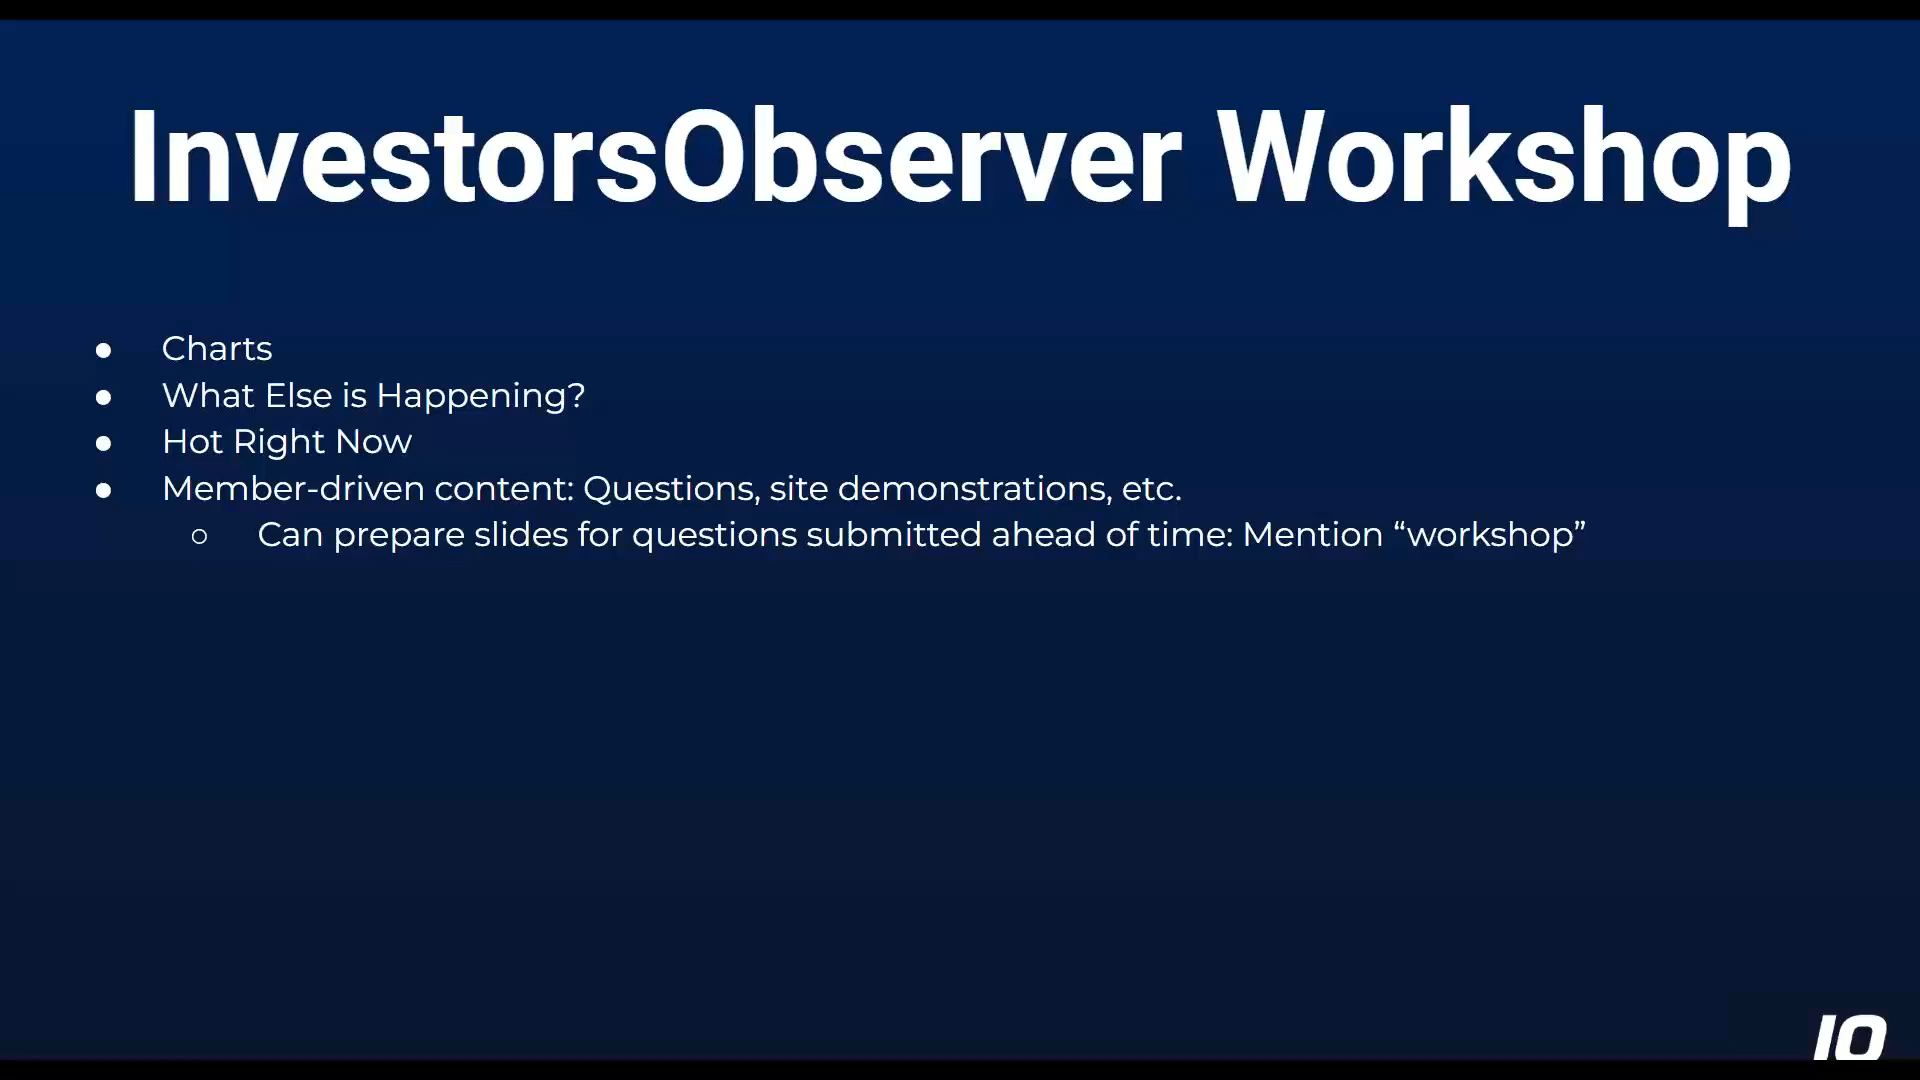 InvestorsObserver Workshop
● Charts
● What Else is Happening?
● Hot Right Now
● Member-driven content: Questions, site demonstrations, etc.
○ Can prepare slides for questions submitted ahead of time: Mention “workshop”
IO